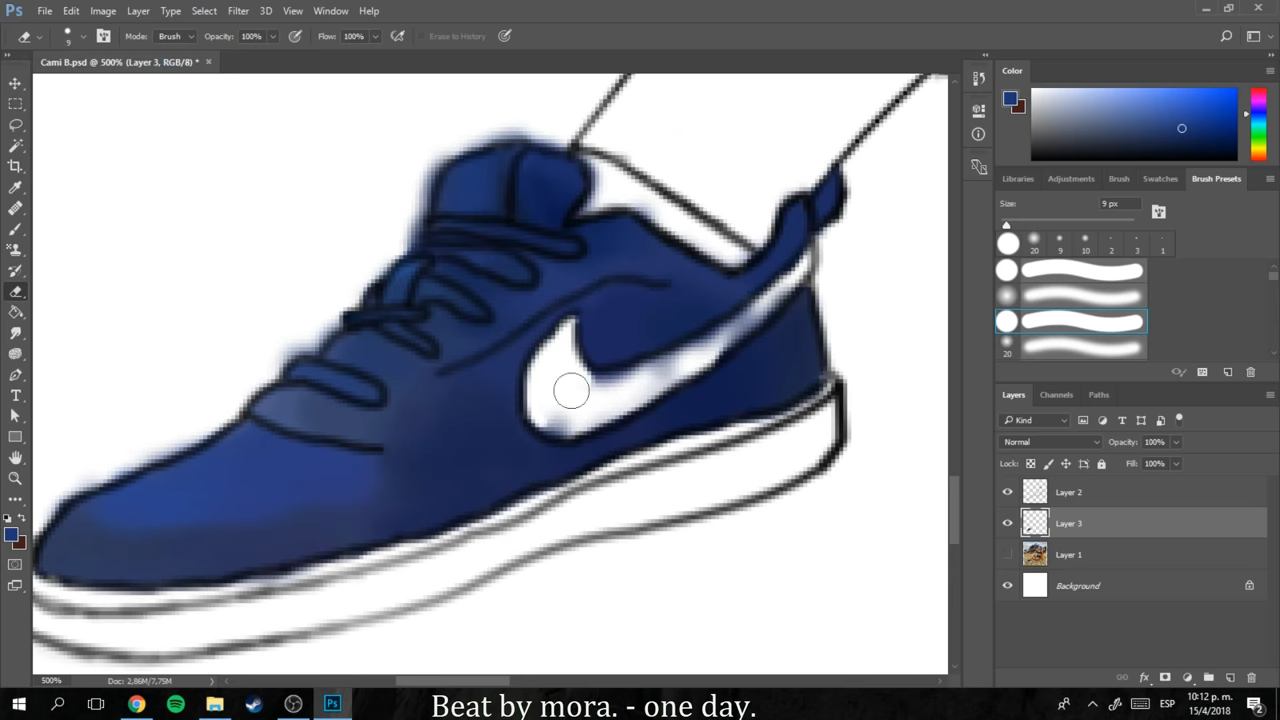 Ps File Edit Image Layer Type Select Filter 3D View Window Help
9 Mode: Brush Opacity: 100% Flow: 100% Erase to History
Cami B.psd @ 500% (Layer 3, RGB/8) *
Color
Libraries Adjustments Brush Swatches Brush Presets
Size: 9 px
20 9 10 2 3 1
20
Layers Channels Paths
Kind
Normal Opacity: 100%
Lock: Fill: 100%
Layer 2
Layer 3
Layer 1
Background
500% Doc: 2,86M/7,75M
Ps
ESP
10:12 p. m.
15/4/2018
2
Beat by mora. - one day.